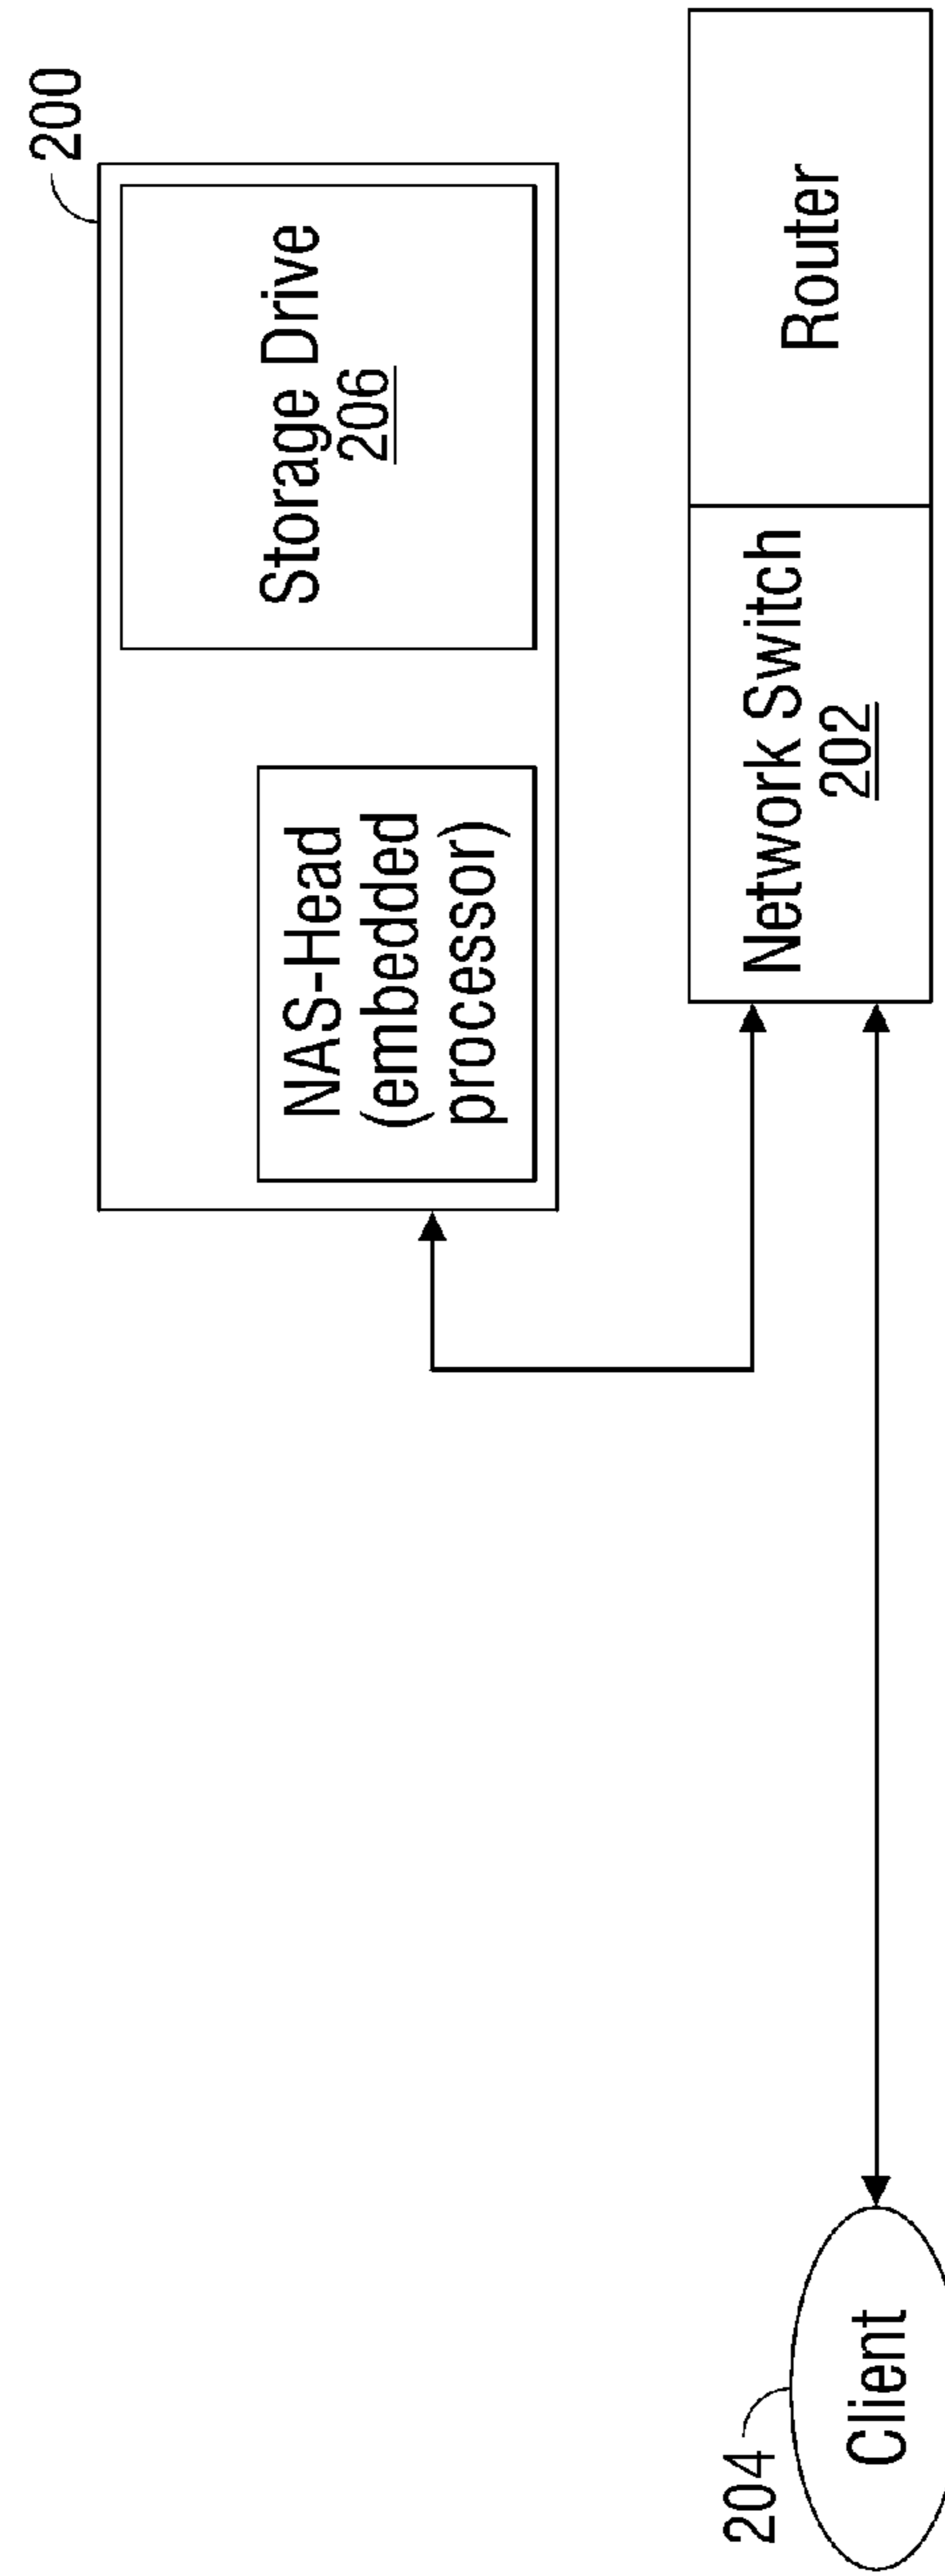 200
Storage Drive
206
NAS-Head
(embedded
processor)
Router
Network Switch
202
204
Client